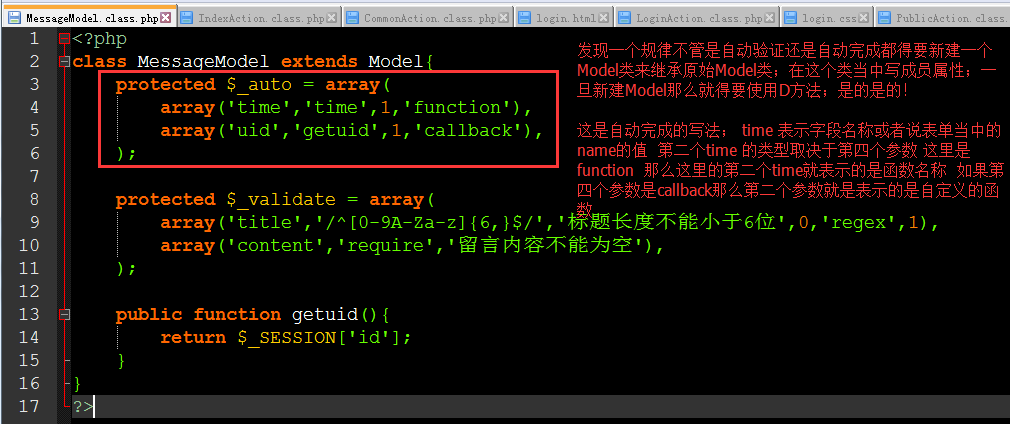 MessageModel.class.php IndexAction.class.php CommonAction.class.php login.html LoginAction.class.php login.css PublicAction.class.
1 <?php
2 class MessageModel extends Model{
3 protected $_auto = array(
4 array('time','time',1,'function'),
5 array('uid','getuid',1,'callback'),
6 );
7
8 protected $_validate = array(
9 array('title','/^[0-9A-Za-z]{6,}$/','标题长度不能小于6位',0,'regex',1),
10 array('content','require','留言内容不能为空'),
11 );
12
13 public function getuid(){
14 return $_SESSION['id'];
15 }
16 }
17 ?>
发现一个规律不管是自动验证还是自动完成都得要新建一个
Model类来继承原始Model类；在这个类当中写成员属性；一
旦新建Model那么就得要使用D方法；是的是的！
这是自动完成的写法； time 表示字段名称或者说表单当中的
name的值 第二个time 的类型取决于第四个参数 这里是
function 那么这里的第二个time就表示的是函数名称 如果第
四个参数是callback那么第二个参数就是表示的是自定义的函
数